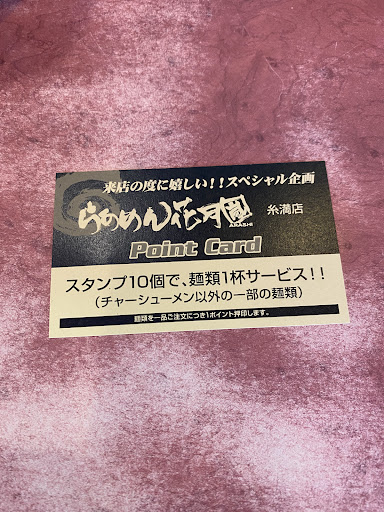 来店の度に嬉しい!!スペシャル企画
らあめん花月嵐 糸満店
ARASHI
Point Card
スタンプ10個で、麺類1杯サービス!!
(チャーシューメン以外の一部の麺類)
麺類を一品ご注文につき1ポイント押印します。